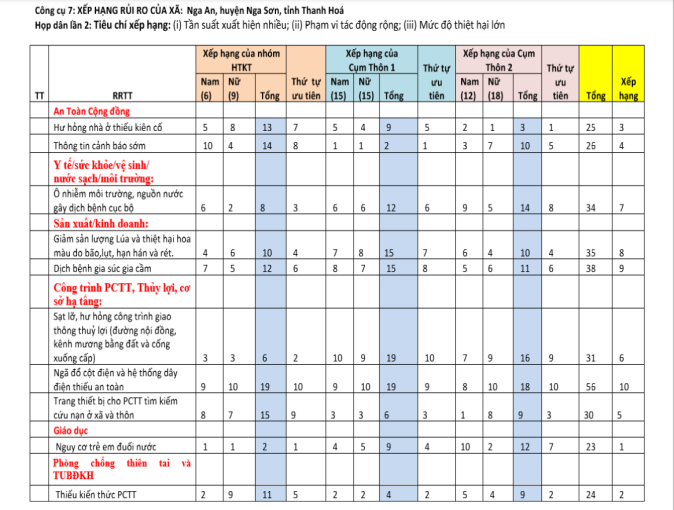 Công cụ 7: XẾP HẠNG RỦI RO CỦA XÃ: Nga An, huyện Nga Sơn, tỉnh Thanh Hoá
Họp dân lần 2: Tiêu chí xếp hạng: (i) Tần suất xuất hiện nhiều; (ii) Phạm vi tác động rộng; (iii) Mức độ thiệt hại lớn
Xếp hạng của nhóm Xếp hạng của Xếp hạng của Cụm
HTKT Cụm Thôn 1 Thứ tự Thôn 2 Thứ tự
Nam Nữ Thứ tự Nam Nữ ưu Nam Nữ ưu Xếp
TT RRTT (6) (9) Tổng ưu tiên (15) (15) Tổng tiên (12) (18) Tổng tiên Tổng hạng
An Toàn Cộng đồng
Hư hỏng nhà ở thiếu kiên cố 5 8 13 7 5 4 9 5 2 1 3 1 25 3
Thông tin cảnh báo sớm 10 4 14 8 1 1 2 1 3 7 10 5 26 4
Y tế/sức khỏe/vệ sinh/
nước sạch/môi trường:
Ô nhiễm môi trường, nguồn nước
gây dịch bệnh cục bộ 6 2 8 3 6 6 12 6 9 5 14 8 34 7
Sản xuất/kinh doanh:
Giảm sản lượng Lúa và thiệt hại hoa
màu do bão,lụt, hạn hán và rét. 4 6 10 4 7 8 15 7 6 4 10 4 35 8
Dịch bệnh gia súc gia cầm 7 5 12 6 8 7 15 8 5 6 11 6 38 9
Công trình PCTT, Thủy lợi, cơ
sở hạ tầng:
Sạt lỡ, hư hỏng công trình giao
thông thuỷ lợi (đường nội đồng,
kênh mương bằng đất và cống
xuống cấp) 3 3 6 2 10 9 19 10 7 9 16 9 31 6
Ngã đổ cột điện và hệ thống dây
điện thiếu an toàn 9 10 19 10 9 10 19 9 8 10 18 10 56 10
Trang thiết bị cho PCTT tìm kiếm
cứu nạn ở xã và thôn 8 7 15 9 3 3 6 3 1 8 9 3 30 5
Giáo dục
Nguy cơ trẻ em đuối nước 1 1 2 1 4 5 9 4 10 2 12 7 23 1
Phòng chống thiên tai và
TUBĐKH
Thiếu kiến thức PCTT 2 9 11 5 2 2 4 2 5 4 9 2 24 2